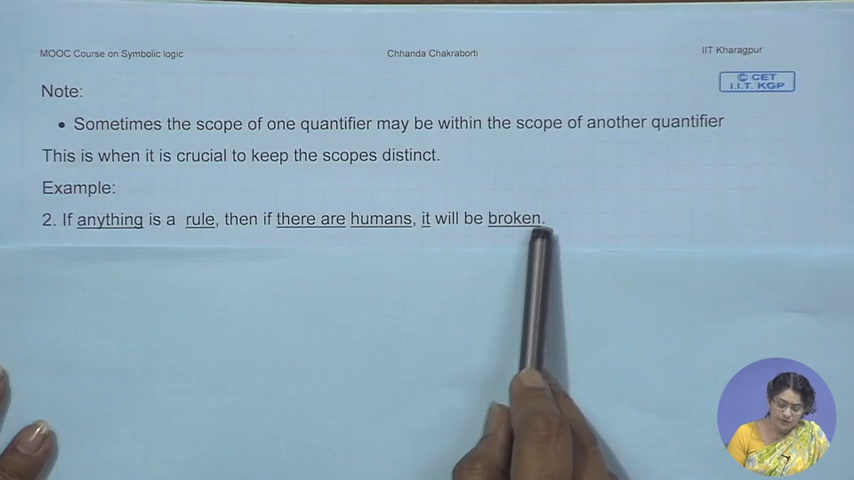 MOOC Course on Symbolic logic Chhanda Chakraborti IIT Kharagpur
© CET
I.I.T. KGP
Note:
• Sometimes the scope of one quantifier may be within the scope of another quantifier
This is when it is crucial to keep the scopes distinct.
Example:
2. If anything is a rule, then if there are humans, it will be broken.